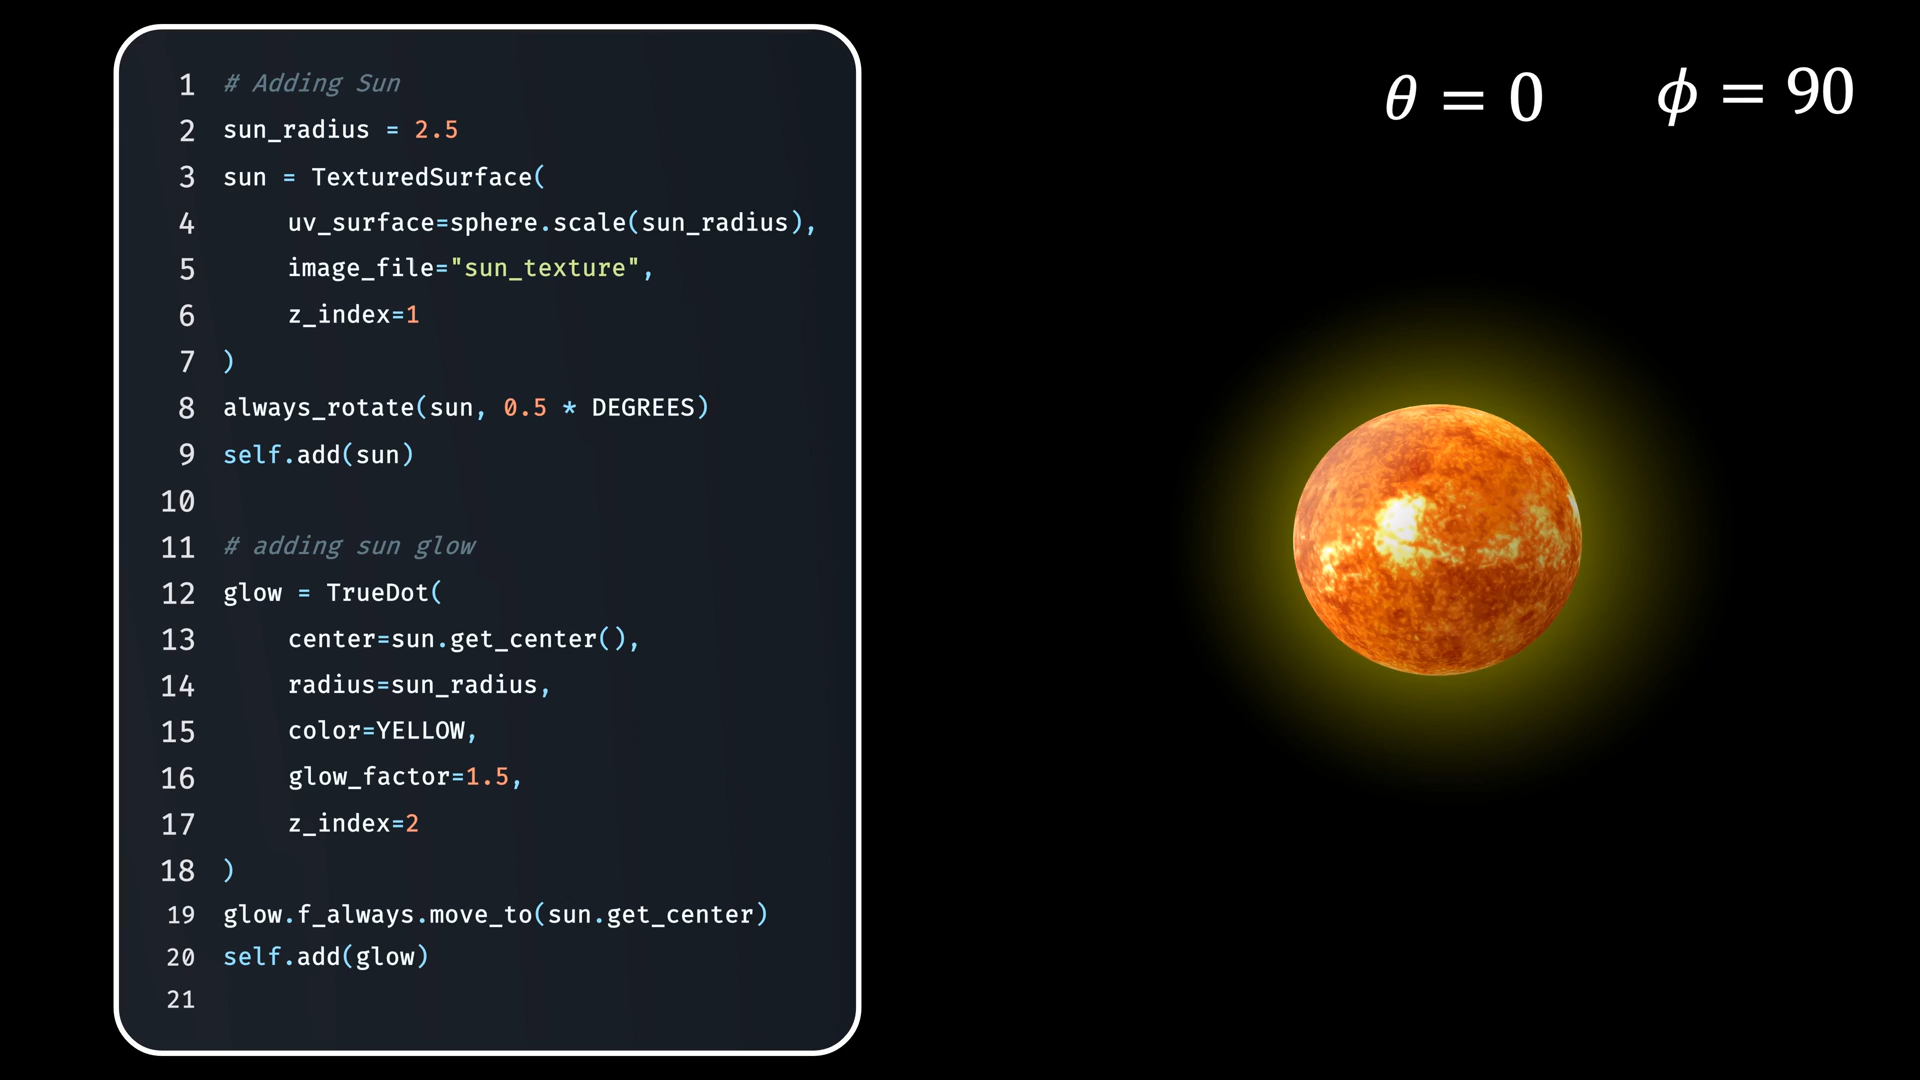 1 # Adding Sun
2 sun_radius = 2.5
3 sun = TexturedSurface(
4     uv_surface=sphere.scale(sun_radius),
5     image_file="sun_texture",
6     z_index=1
7 )
8 always_rotate(sun, 0.5 * DEGREES)
9 self.add(sun)
10
11 # adding sun glow
12 glow = TrueDot(
13     center=sun.get_center(),
14     radius=sun_radius,
15     color=YELLOW,
16     glow_factor=1.5,
17     z_index=2
18 )
19 glow.f_always.move_to(sun.get_center)
20 self.add(glow)
21
θ = 0
ϕ = 90